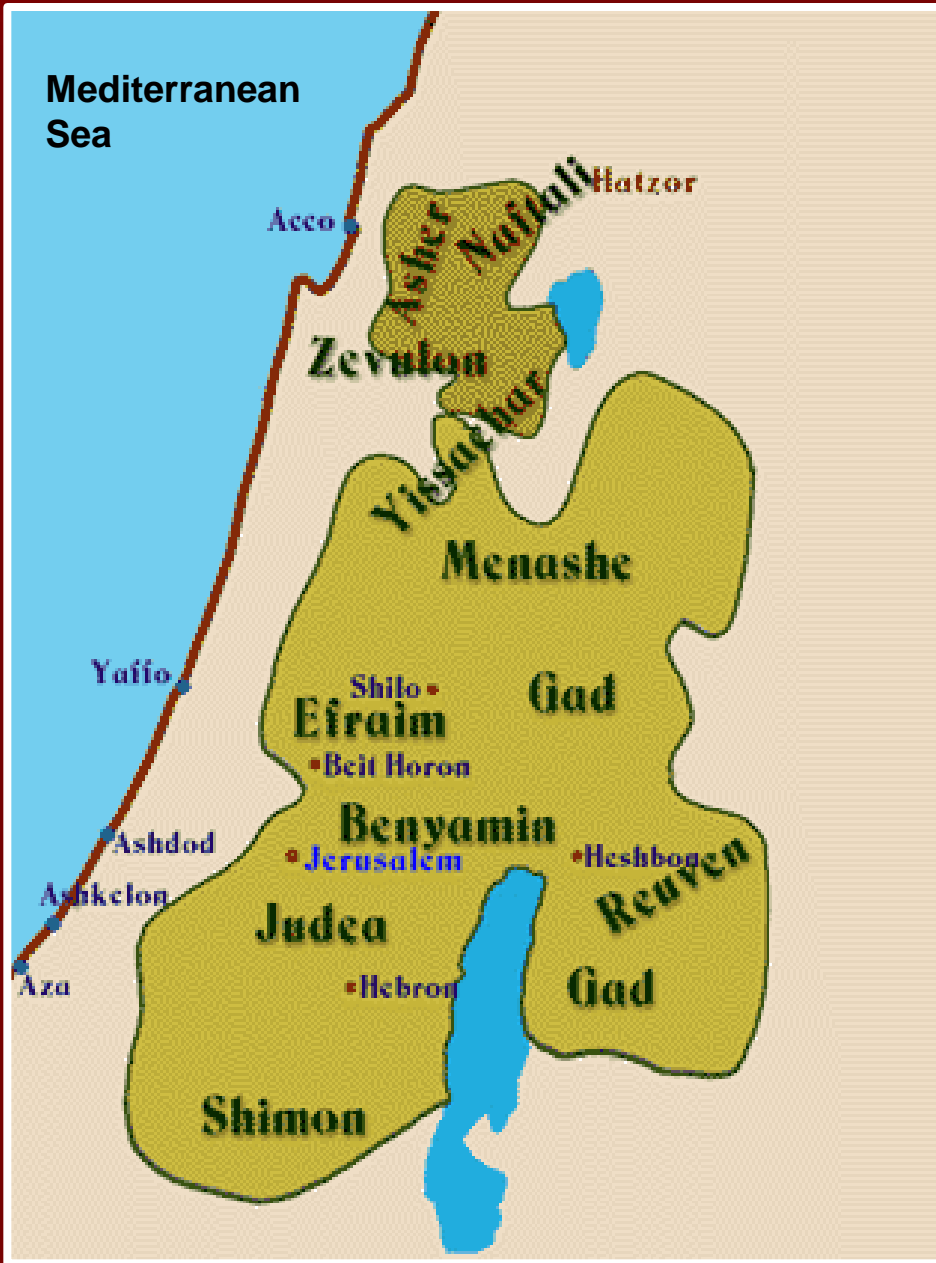 Mediterranean
Sea
Hatzor
Naftali
Acco
Asher
Zevulon
Yissachar
Menashe
Yaffo
Shilo
Gad
Efraim
Beit Horon
Benyamin
Ashdod
Jerusalem
Heshbon
Reuven
Ashkelon
Judea
Aza
Hebron
Gad
Shimon